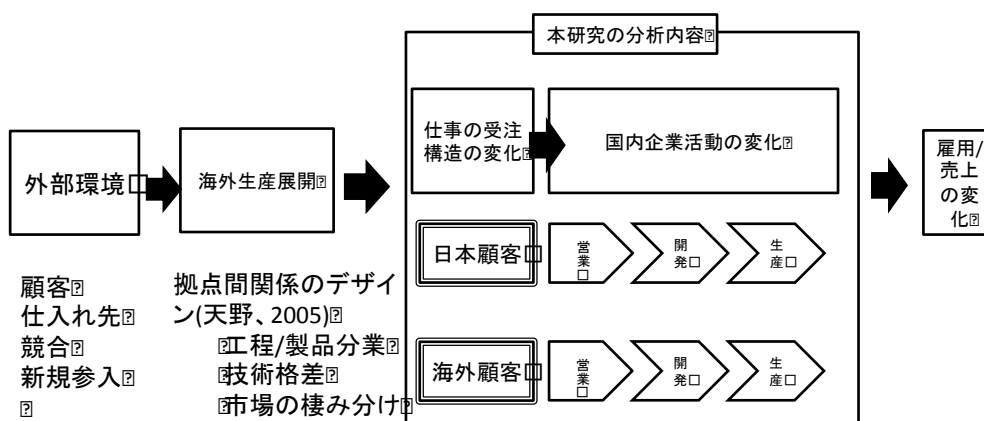 本研究の分析内容
仕事の受注
構造の変化
国内企業活動の変化
外部環境
海外生産展開
雇用/
売上
の変
化
日本顧客
営業
開発
生産
顧客
仕入れ先
競合
新規参入
拠点間関係のデザイ
ン(天野、2005)
工程/製品分業
技術格差
市場の棲み分け
海外顧客
営業
開発
生産